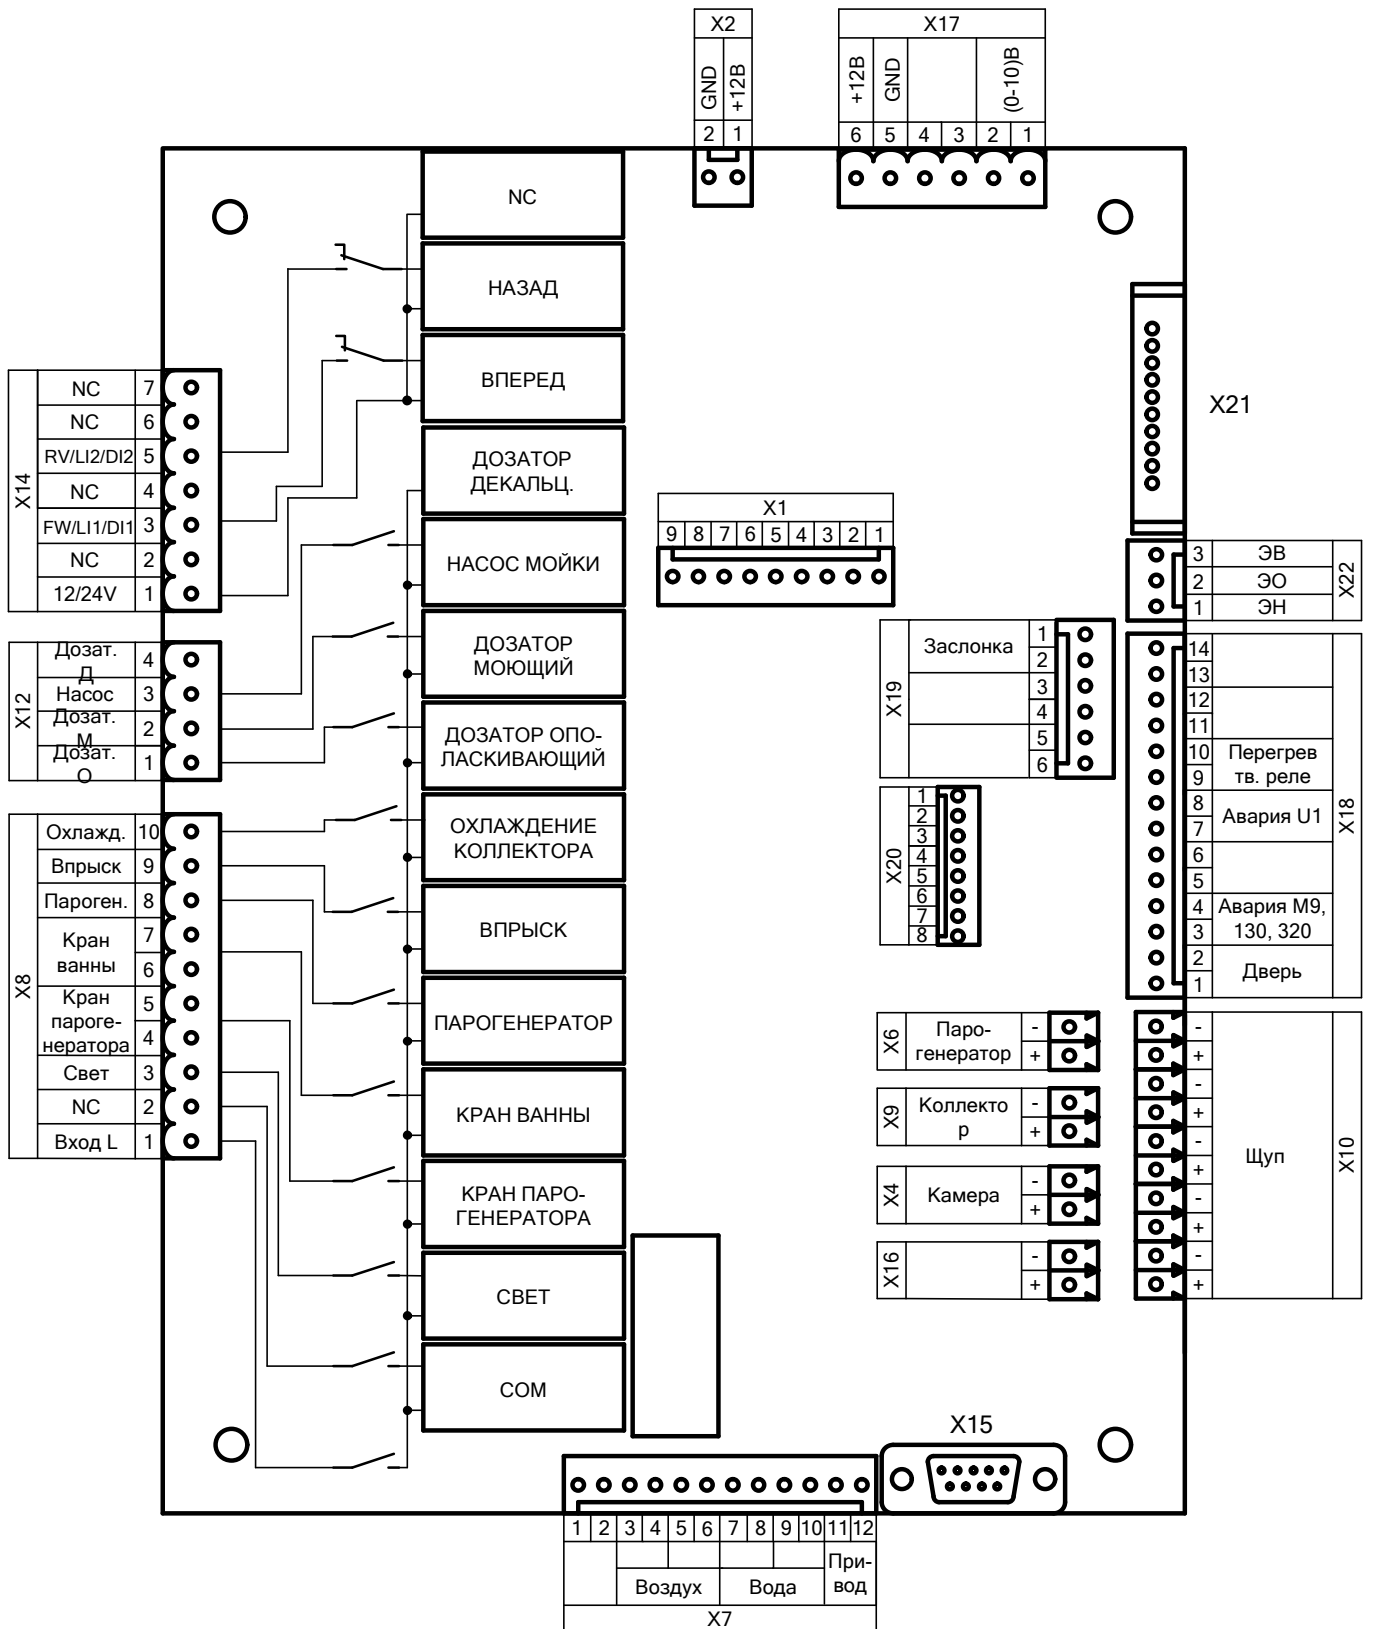 X2
GND
+12В
2 1
X17
+12В
GND
(0-10)В
6 5 4 3 2 1
NC
НАЗАД
ВПЕРЕД
ДОЗАТОР
ДЕКАЛЬЦ.
НАСОС МОЙКИ
ДОЗАТОР
МОЮЩИЙ
ДОЗАТОР ОПО-
ЛАСКИВАЮЩИЙ
ОХЛАЖДЕНИЕ
КОЛЛЕКТОРА
ВПРЫСК
ПАРОГЕНЕРАТОР
КРАН ВАННЫ
КРАН ПАРО-
ГЕНЕРАТОРА
СВЕТ
COM
X14
NC 7
NC 6
RV/LI2/DI2 5
NC 4
FW/LI1/DI1 3
NC 2
12/24V 1
X12
Дозат.
Д 4
Насос 3
Дозат.
М 2
Дозат.
О 1
X8
Охлажд. 10
Впрыск 9
Пароген. 8
Кран
ванны
7
6
Кран
пароге-
нератора
5
4
Свет 3
NC 2
Вход L 1
X1
9 8 7 6 5 4 3 2 1
X21
3 ЭВ
2 ЭО
1 ЭН
X22
X19
Заслонка
1
2
3
4
5
6
X20
1
2
3
4
5
6
7
8
14
13
12
11
10
9
Перегрев
тв. реле
8
7
Авария U1
6
5
4
3
Авария М9,
130, 320
2
1
Дверь
X18
X6
Паро-
генератор
-
+
X9
Коллекто
р
-
+
X4
Камера
-
+
X16
-
+
-
+
-
+
-
+
-
+
-
+
Щуп
X10
X15
1 2 3 4 5 6 7 8 9 10 11 12
Воздух
Вода
При-
вод
X7